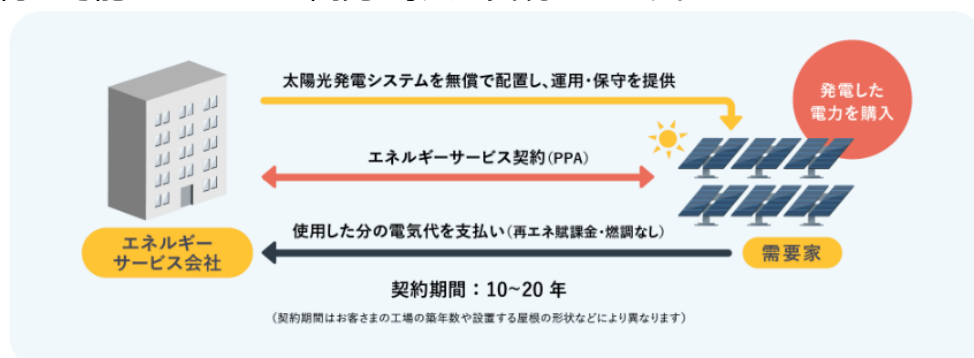 太陽光発電システムを無償で配置し、運用・保守を提供
発電した
電力を購入
エネルギーサービス契約(PPA)
使用した分の電気代を支払い(再エネ賦課金・燃調なし)
エネルギー
サービス会社
需要家
契約期間:10~20 年
(契約期間はお客さまの工場の築年数や設置する屋根の形状などにより異なります)